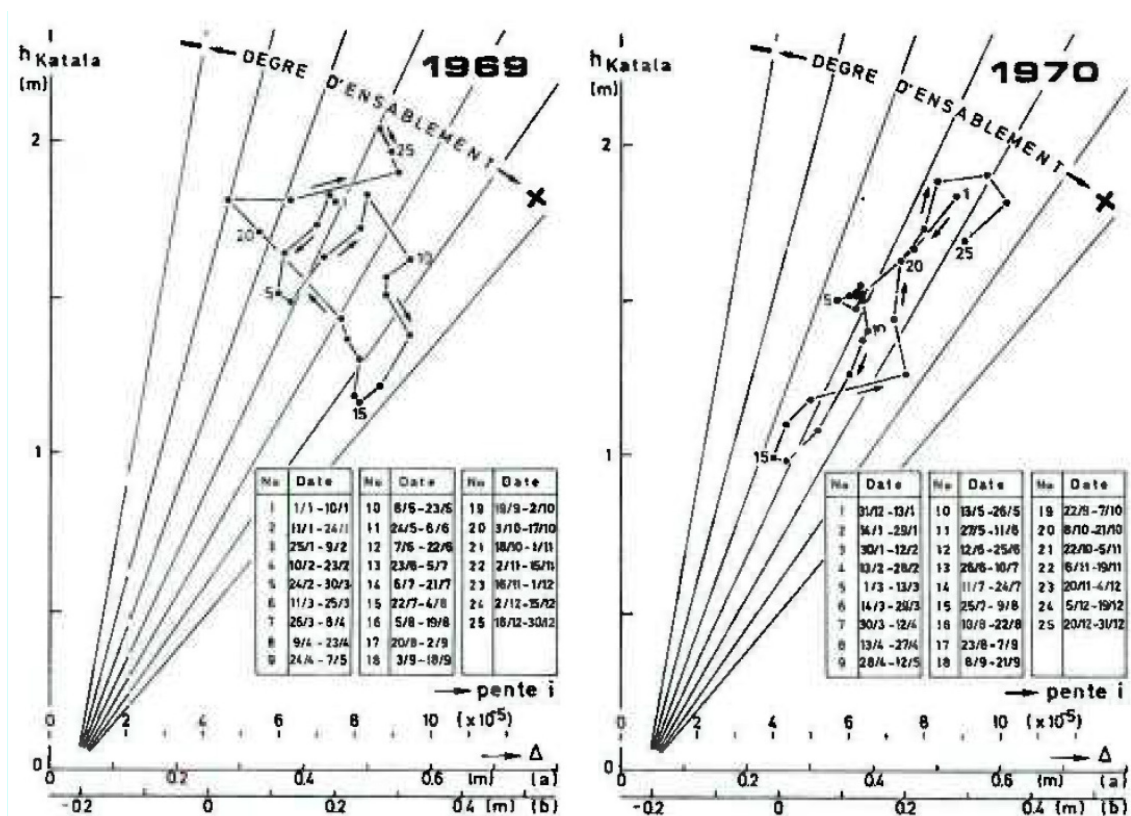 h Katala
(m)
1969
— DEGRE D'ENSABLEMENT — X
2
25
1
20
10
5
15
1
No Date No Date No Date
1 1/1-10/1 10 8/5-23/5 19 19/9-2/10
2 11/1-24/1 11 24/5-6/6 20 3/10-17/10
3 25/1-9/2 12 7/6-22/6 21 18/10-1/11
4 10/2-23/2 13 23/6-5/7 22 2/11-15/11
5 24/2-30/3 14 6/7-21/7 23 16/11-1/12
6 11/3-25/3 15 22/7-4/8 24 2/12-15/12
7 26/3-8/4 16 5/8-19/8 25 16/12-30/12
8 9/4-23/4 17 20/8-2/9
9 24/4-7/5 18 3/9-18/9
→ pente i
0 2 4 6 8 10 (x10-5)
→ Δ
0 0.2 0.4 (m) 0.6 (a)
-0.2 0 0.2 0.4 (m) (b)
h Katala
(m)
1970
— DEGRE D'ENSABLEMENT — X
2
1
25
20
5
10
1
15
No Date No Date No Date
1 31/12-13/1 10 13/5-26/5 19 22/9-7/10
2 14/1-29/1 11 27/5-11/6 20 8/10-21/10
3 30/1-12/2 12 12/6-25/6 21 22/10-5/11
4 13/2-28/2 13 26/6-10/7 22 6/11-19/11
5 1/3-13/3 14 11/7-24/7 23 20/11-4/12
6 14/3-29/3 15 25/7-9/8 24 5/12-19/12
7 30/3-12/4 16 10/8-22/8 25 20/12-31/12
8 13/4-27/4 17 23/8-7/9
9 28/4-12/5 18 8/9-21/9
→ pente i
0 2 4 6 8 10 (x10-5)
→ Δ
0 0.2 0.4 0.6 (m) (a)
-0.2 0 0.2 0.4 (m) (b)